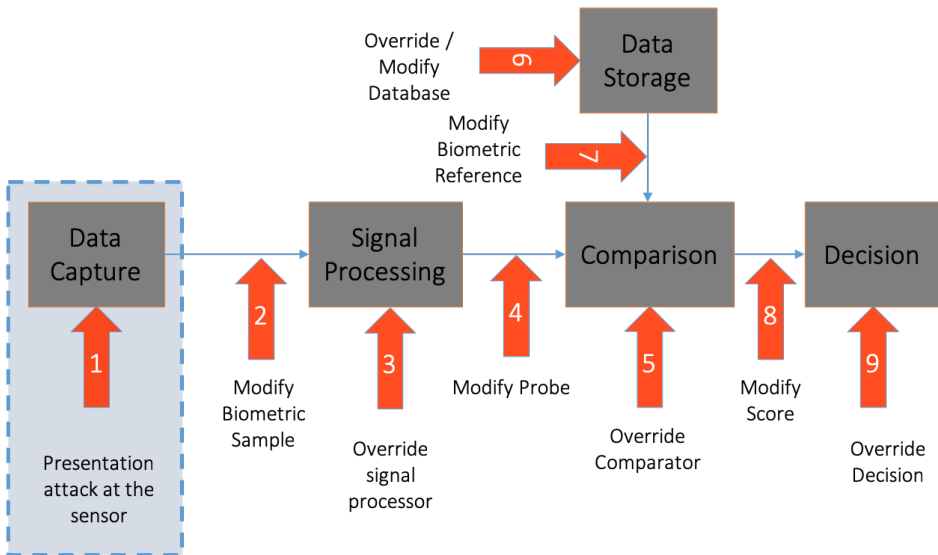 Override /
Modify
Database
6
Data
Storage
Modify
Biometric
Reference
7
Data
Capture
Signal
Processing
Comparison
Decision
1
2
3
4
5
8
9
Presentation
attack at the
sensor
Modify
Biometric
Sample
Override
signal
processor
Modify Probe
Override
Comparator
Modify
Score
Override
Decision